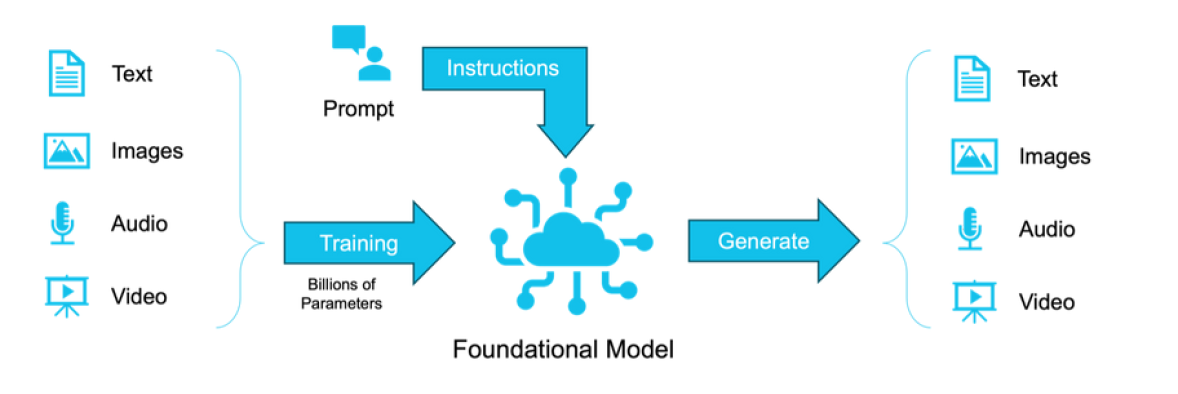 Text
Images
Audio
Video
Prompt
Instructions
Training
Billions of
Parameters
Foundational Model
Generate
Text
Images
Audio
Video